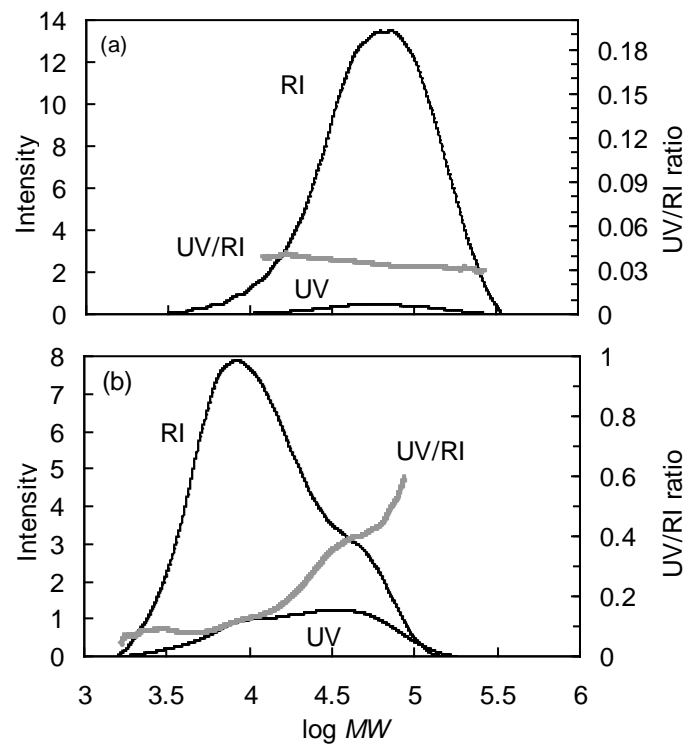 (a)
14
12
10
8
6
4
2
0
Intensity
RI
UV/RI
UV
0.18
0.15
0.12
0.09
0.06
0.03
0
UV/RI ratio
(b)
8
7
6
5
4
3
2
1
0
Intensity
RI
UV/RI
UV
1
0.8
0.6
0.4
0.2
0
UV/RI ratio
3 3.5 4 4.5 5 5.5 6
log MW